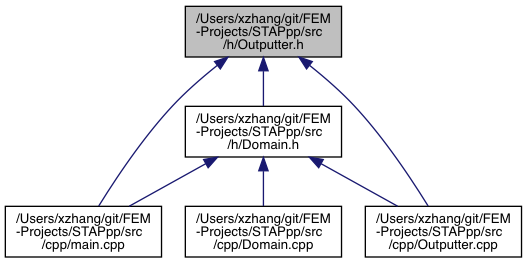 /Users/xzhang/git/FEM
-Projects/STAPpp/src
/h/Outputter.h
/Users/xzhang/git/FEM
-Projects/STAPpp/src
/h/Domain.h
/Users/xzhang/git/FEM
-Projects/STAPpp/src
/cpp/main.cpp
/Users/xzhang/git/FEM
-Projects/STAPpp/src
/cpp/Domain.cpp
/Users/xzhang/git/FEM
-Projects/STAPpp/src
/cpp/Outputter.cpp